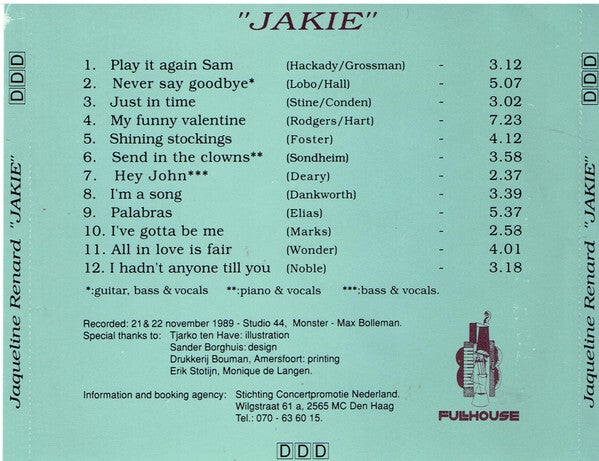 "JAKIE"
1. Play it again Sam (Hackady/Grossman) - 3.12
2. Never say goodbye* (Lobo/Hall) - 5.07
3. Just in time (Stine/Conden) - 3.02
4. My funny valentine (Rodgers/Hart) - 7.23
5. Shining stockings (Foster) - 4.12
6. Send in the clowns** (Sondheim) - 3.58
7. Hey John*** (Deary) - 2.37
8. I'm a song (Dankworth) - 3.39
9. Palabras (Elias) - 5.37
10. I've gotta be me (Marks) - 2.58
11. All in love is fair (Wonder) - 4.01
12. I hadn't anyone till you (Noble) - 3.18
*:guitar, bass & vocals **:piano & vocals ***:bass & vocals.
Recorded: 21 & 22 november 1989 - Studio 44, Monster - Max Bolleman.
Special thanks to: Tjarko ten Have: illustration
Sander Borghuis: design
Drukkerij Bouman, Amersfoort: printing
Erik Stotijn, Monique de Langen.
Information and booking agency: Stichting Concertpromotie Nederland.
Wilgstraat 61 a, 2565 MC Den Haag
Tel.: 070 - 63 60 15.
FULLHOUSE
DDD
Jaqueline Renard "JAKIE"
DDD
Jaqueline Renard "JAKIE"
DDD